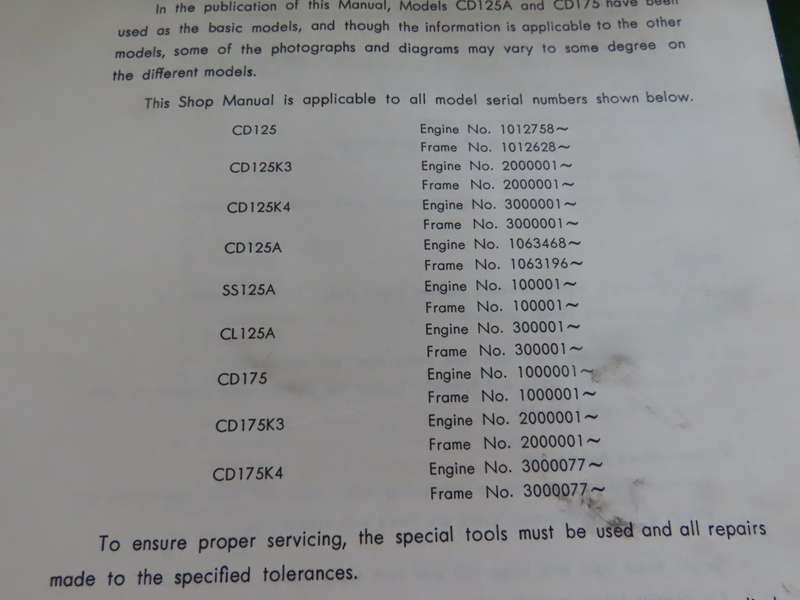 In the publication of this Manual, Models CD125A and CD175 have been
used as the basic models, and though the information is applicable to the other
models, some of the photographs and diagrams may vary to some degree on
the different models.
This Shop Manual is applicable to all model serial numbers shown below.
CD125 Engine No. 1012758~
Frame No. 1012628~
CD125K3 Engine No. 2000001~
Frame No. 2000001~
CD125K4 Engine No. 3000001~
Frame No. 3000001~
CD125A Engine No. 1063468~
Frame No. 1063196~
SS125A Engine No. 100001~
Frame No. 100001~
CL125A Engine No. 300001~
Frame No. 300001~
CD175 Engine No. 1000001~
Frame No. 1000001~
CD175K3 Engine No. 2000001~
Frame No. 2000001~
CD175K4 Engine No. 3000077~
Frame No. 3000077~
To ensure proper servicing, the special tools must be used and all repairs
made to the specified tolerances.